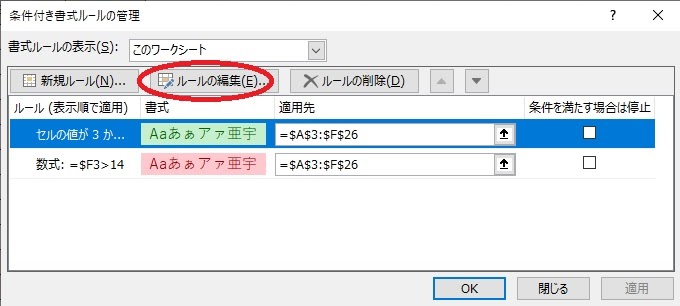 条件付き書式ルールの管理 ? ×
書式ルールの表示(S): このワークシート
新規ルール(N)... ルールの編集(E)... ルールの削除(D)
ルール (表示順で適用) 書式 適用先 条件を満たす場合は停止
セルの値が 3 か... Aaあぁアァ亜宇 =$A$3:$F$26
数式: =$F3>14 Aaあぁアァ亜宇 =$A$3:$F$26
OK 閉じる 適用